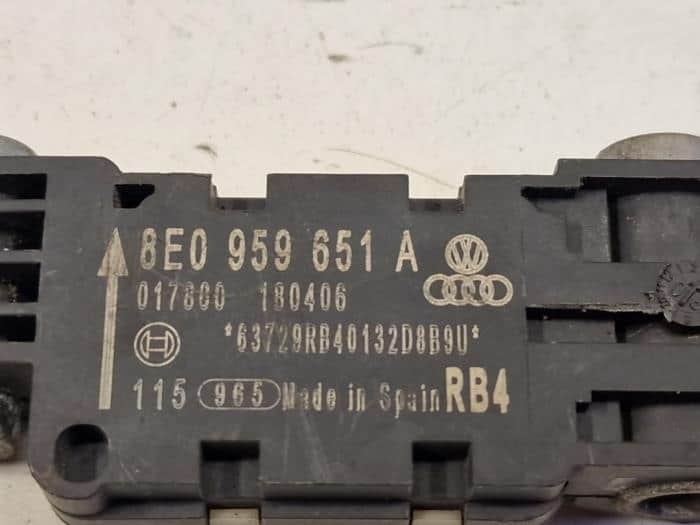 8E0 959 651 A
017800 180406
*63729RB40132D8B9U*
115 965 Made in Spain RB4